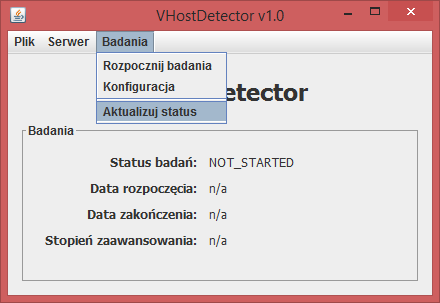 VHostDetector v1.0
Plik Serwer Badania
Rozpocznij badania
Konfiguracja
Aktualizuj status
etector
Badania
Status badań: NOT_STARTED
Data rozpoczęcia: n/a
Data zakończenia: n/a
Stopień zaawansowania: n/a